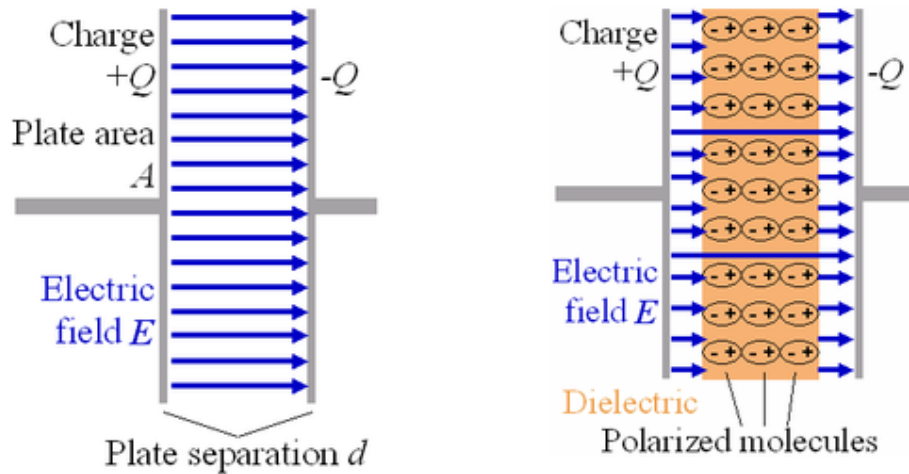 Charge
+Q
-Q
Plate area
A
Electric
field E
Plate separation d
Charge
+Q
-Q
Electric
field E
Dielectric
Polarized molecules
- + - + - +
- + - + - +
- + - + - +
- + - + - +
- + - + - +
- + - + - +
- + - + - +
- + - + - +
- + - + - +